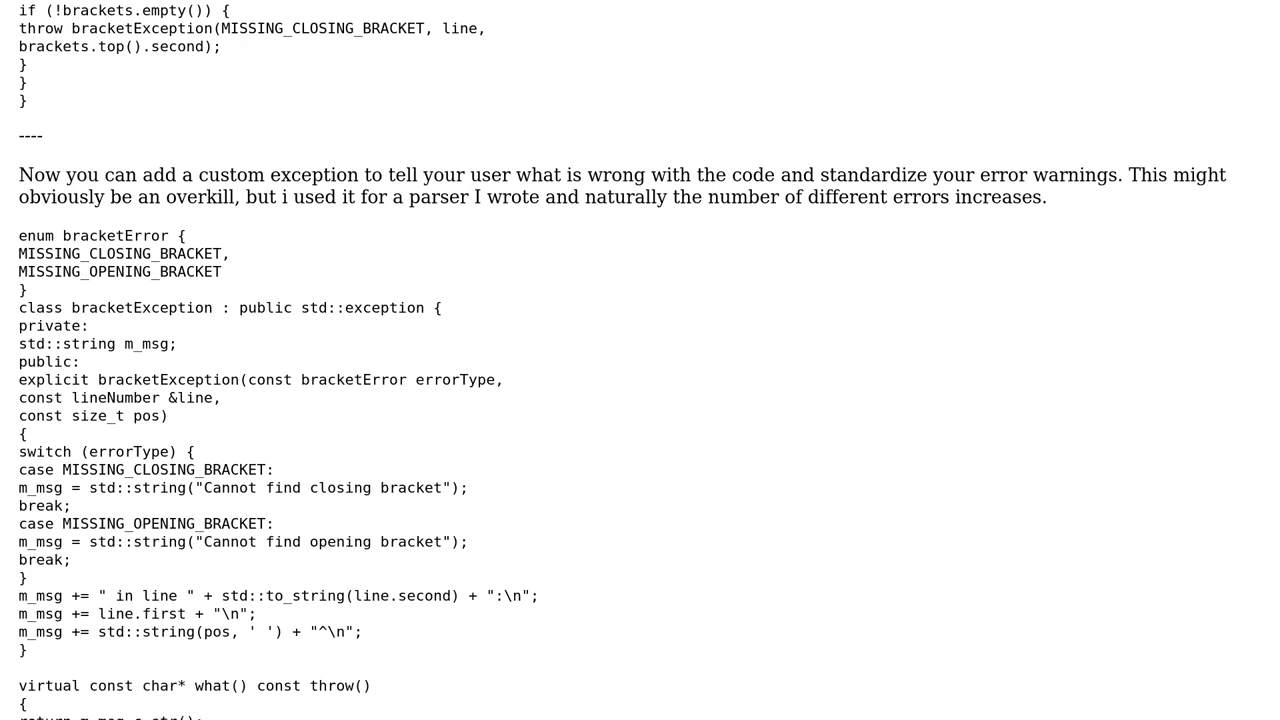 if (!brackets.empty()) {
throw bracketException(MISSING_CLOSING_BRACKET, line,
brackets.top().second);
}
}
}
----
Now you can add a custom exception to tell your user what is wrong with the code and standardize your error warnings. This might
obviously be an overkill, but i used it for a parser I wrote and naturally the number of different errors increases.
enum bracketError {
MISSING_CLOSING_BRACKET,
MISSING_OPENING_BRACKET
}
class bracketException : public std::exception {
private:
std::string m_msg;
public:
explicit bracketException(const bracketError errorType,
const lineNumber &line,
const size_t pos)
{
switch (errorType) {
case MISSING_CLOSING_BRACKET:
m_msg = std::string("Cannot find closing bracket");
break;
case MISSING_OPENING_BRACKET:
m_msg = std::string("Cannot find opening bracket");
break;
}
m_msg += " in line " + std::to_string(line.second) + ":\n";
m_msg += line.first + "\n";
m_msg += std::string(pos, ' ') + "^\n";
}
virtual const char* what() const throw()
{
return m_msg.c_str();